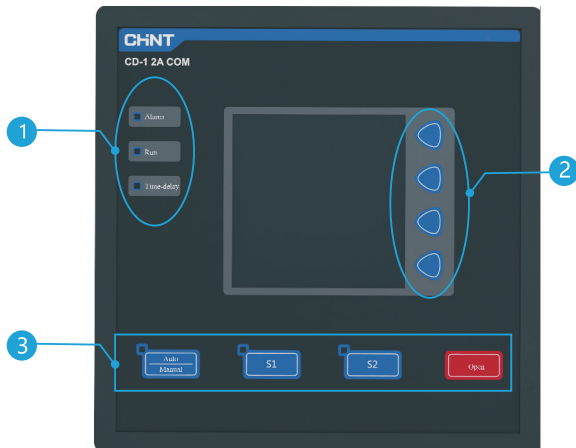 CHNT
CD-1 2A COM
Alarm
Run
Time-delay
1
2
3
Auto
Manual
S1
S2
Open